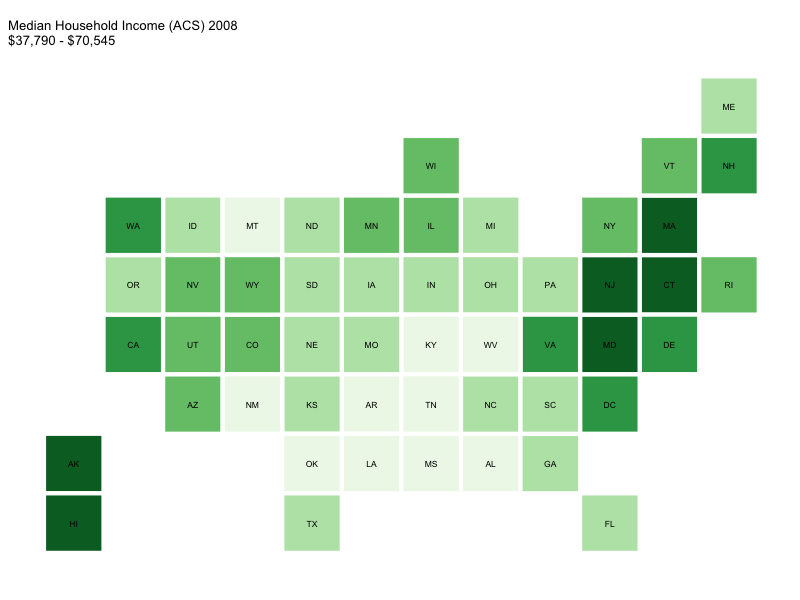 Median Household Income (ACS) 2008
$37,790 - $70,545
ME
WI VT NH
WA ID MT ND MN IL MI NY MA
OR NV WY SD IA IN OH PA NJ CT RI
CA UT CO NE MO KY WV VA MD DE
AZ NM KS AR TN NC SC DC
AK OK LA MS AL GA
HI TX FL